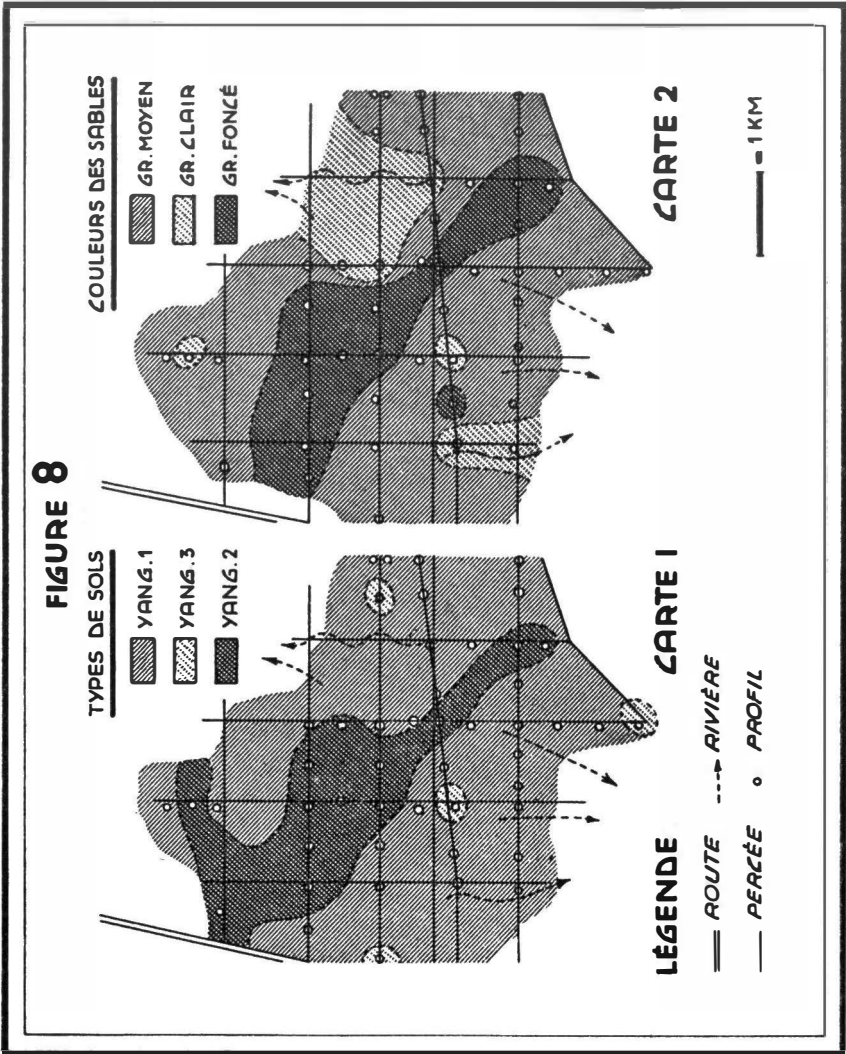 FIGURE 8
TYPES DE SOLS
YANG.1
YANG.3
YANG.2
COULEURS DES SABLES
GR. MOYEN
GR. CLAIR
GR. FONCÉ
LÉGENDE
CARTE 1
ROUTE
RIVIÈRE
PERCÉE
PROFIL
CARTE 2
= 1 KM